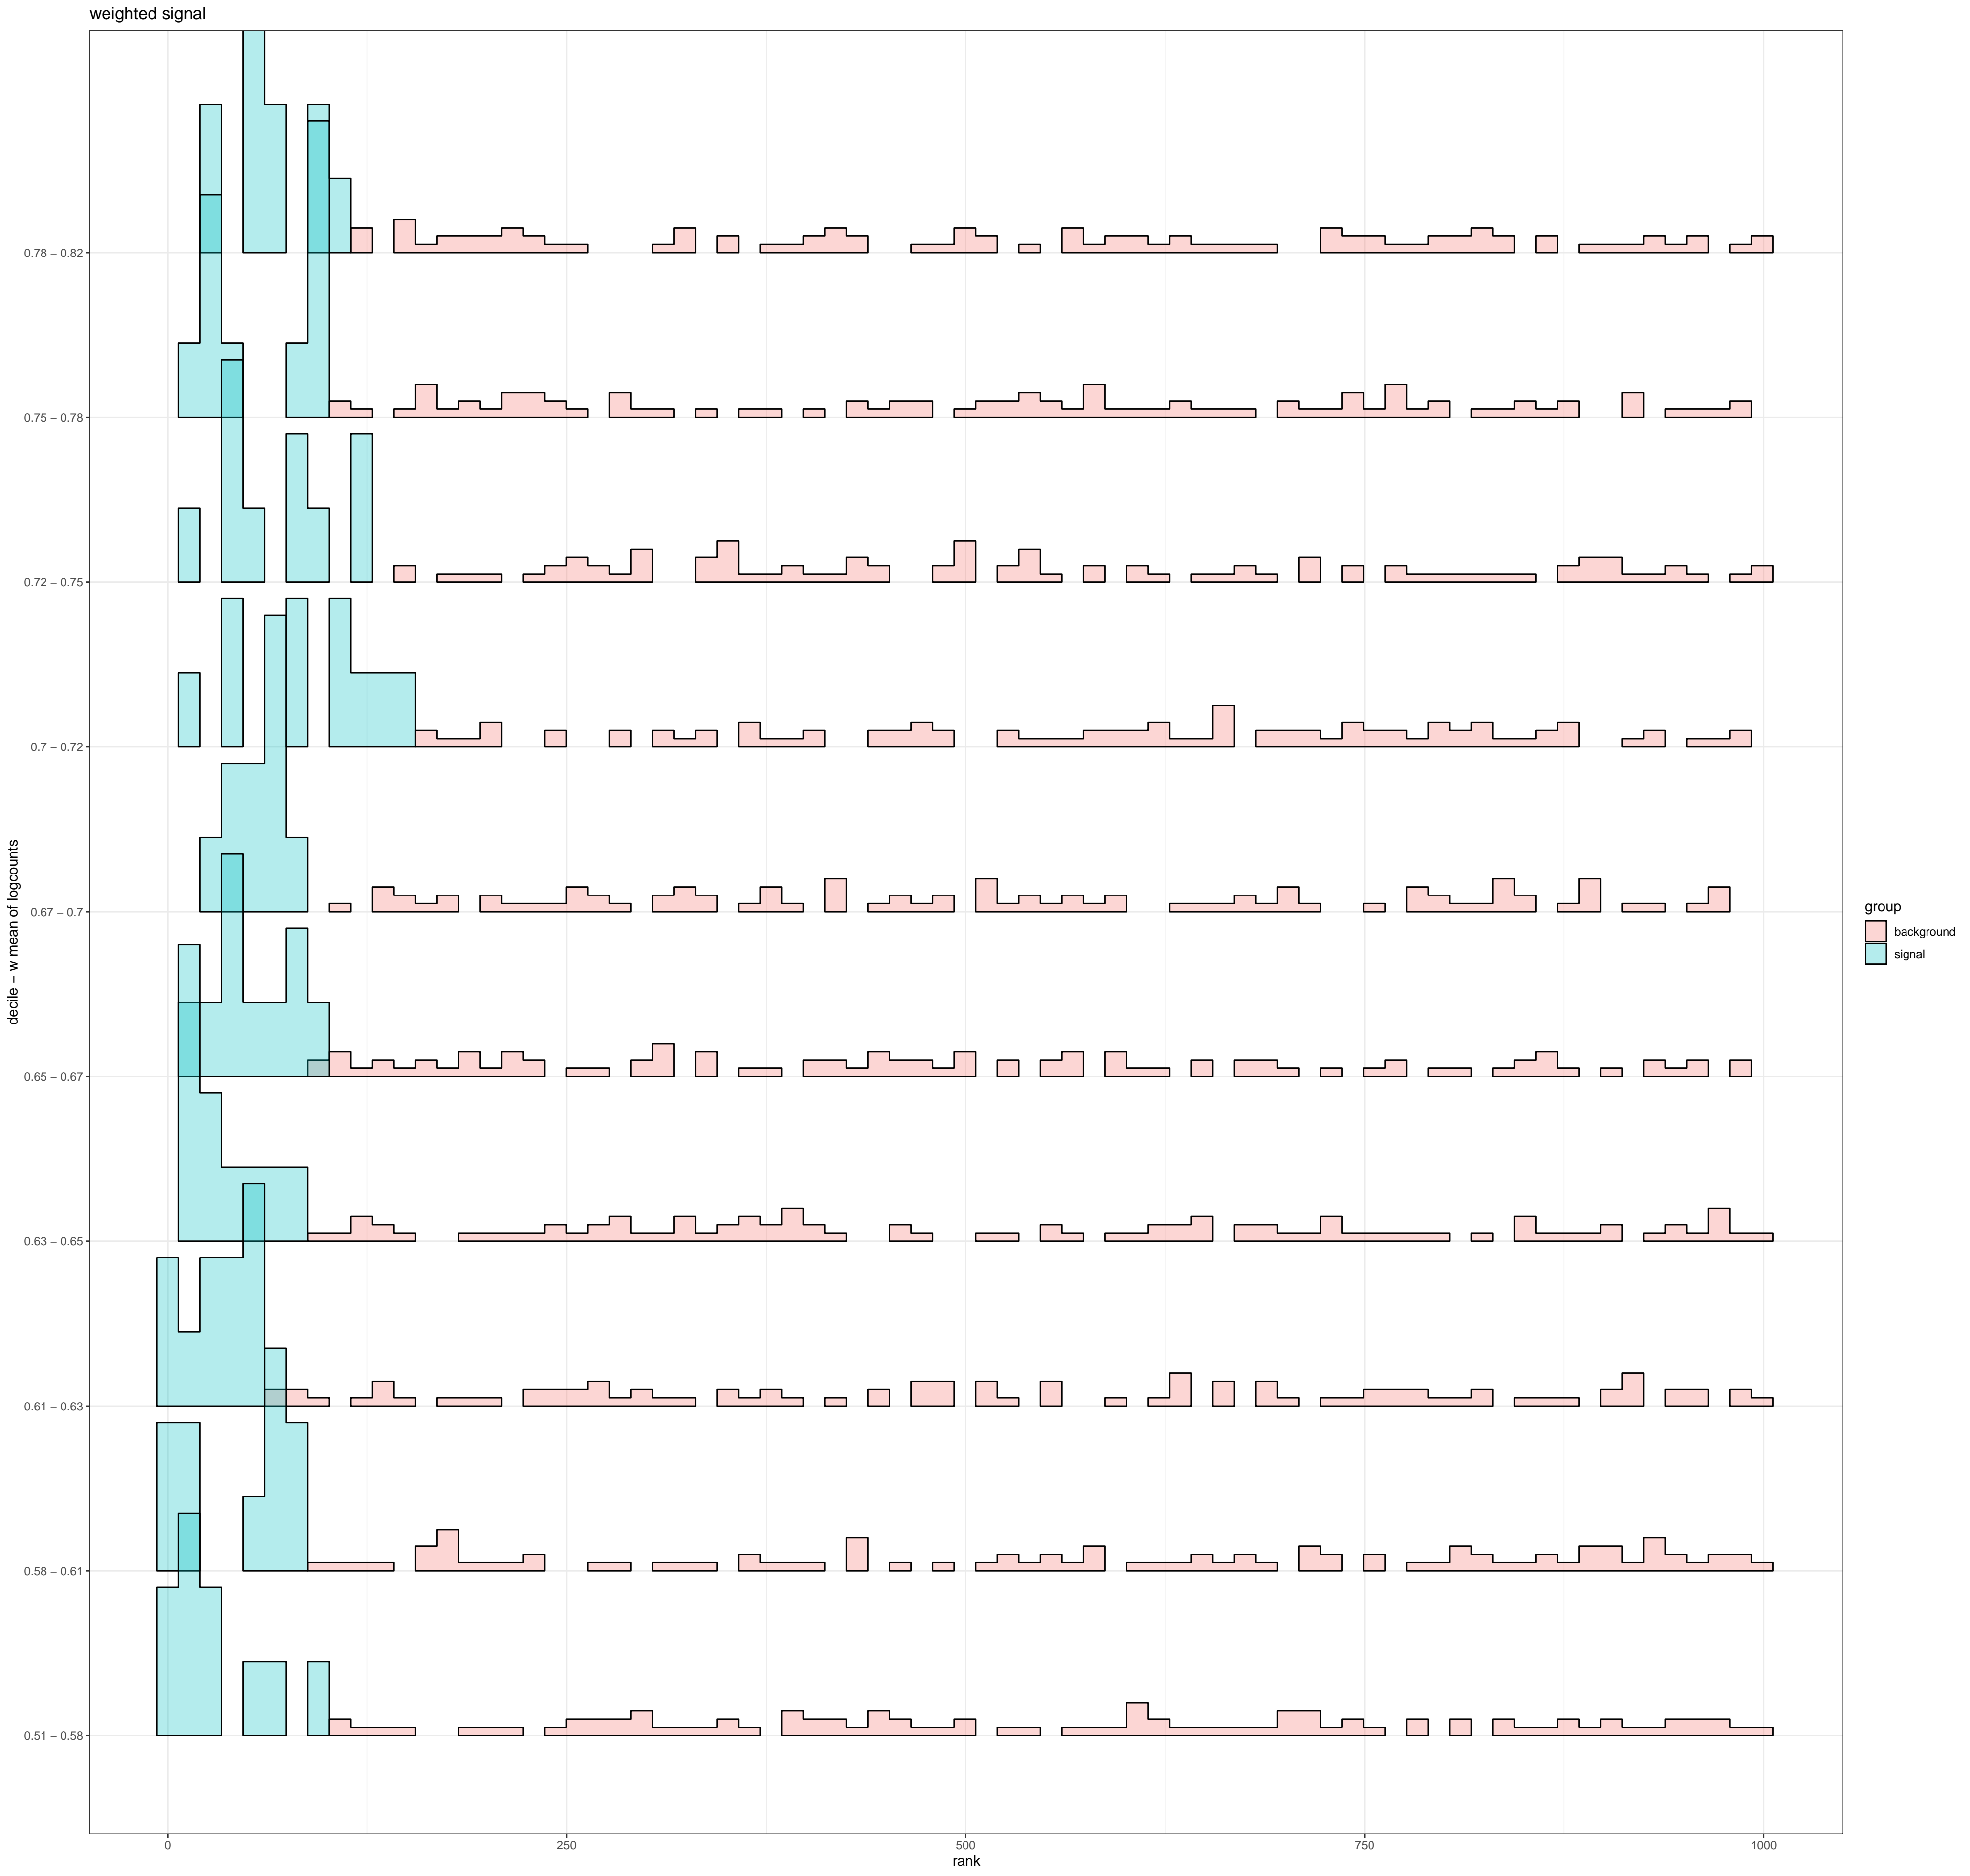 weighted signal
decile – w mean of logcounts
0.78 – 0.82
0.75 – 0.78
0.72 – 0.75
0.7 – 0.72
0.67 – 0.7
0.65 – 0.67
0.63 – 0.65
0.61 – 0.63
0.58 – 0.61
0.51 – 0.58
0 250 500 750 1000
rank
group
background
signal